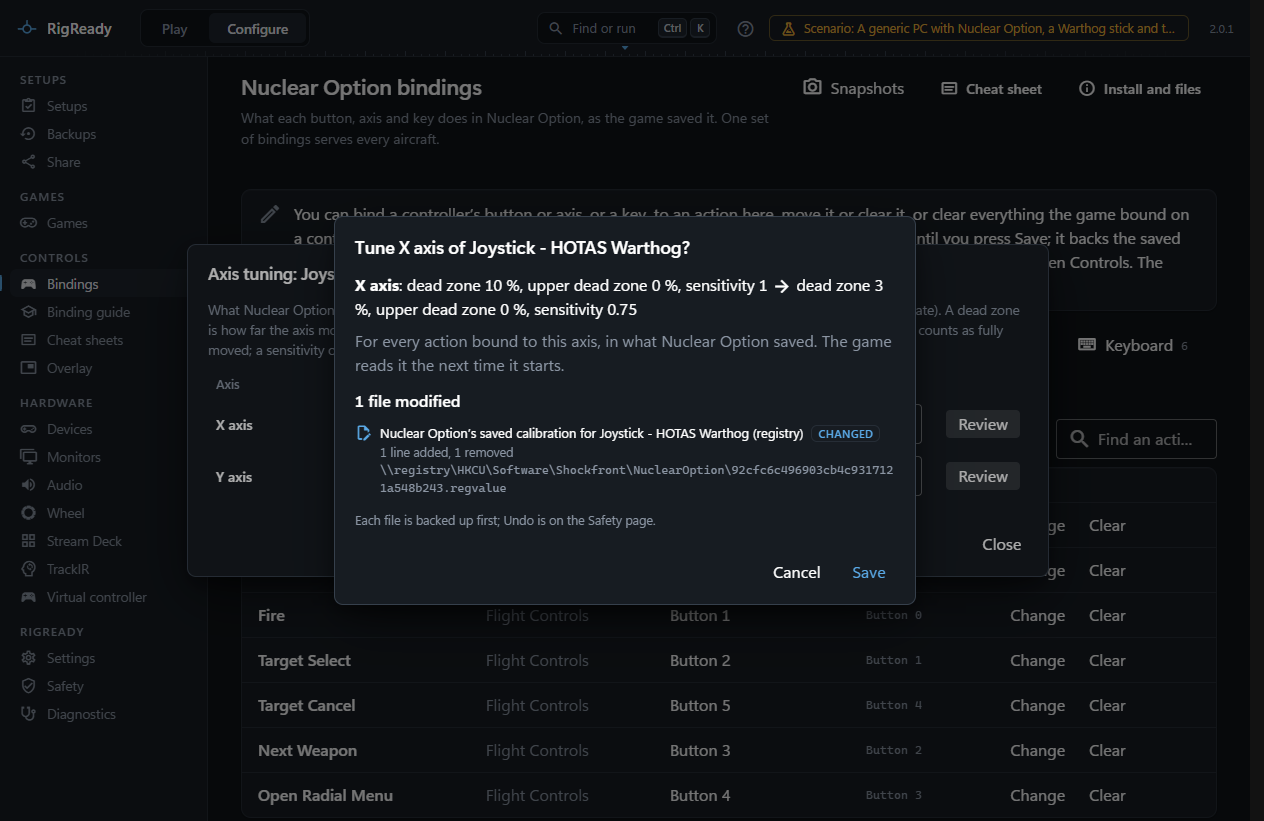 RigReady
Play
Configure
Find or run
Ctrl
K
Scenario: A generic PC with Nuclear Option, a Warthog stick and t...
2.0.1
SETUPS
Setups
Backups
Share
GAMES
Games
CONTROLS
Bindings
Binding guide
Cheat sheets
Overlay
HARDWARE
Devices
Monitors
Audio
Wheel
Stream Deck
TrackIR
Virtual controller
RIGREADY
Settings
Safety
Diagnostics
Nuclear Option bindings
Snapshots
Cheat sheet
Install and files
What each button, axis and key does in Nuclear Option, as the game saved it. One set
of bindings serves every aircraft.
You can bind a controller's button or axis, or a key, to an action here, move it or clear it, or clear everything the game bound on
a cont
ntil you press Save; it backs the saved
en Controls. The
Keyboard 6
Find an acti...
Axis tuning: Joys
What Nuclear Option
ate). A dead zone
is how far the axis mo
counts as fully
moved; a sensitivity c
Axis
X axis
Review
Y axis
Review
Close
Tune X axis of Joystick - HOTAS Warthog?
X axis: dead zone 10 %, upper dead zone 0 %, sensitivity 1 → dead zone 3
%, upper dead zone 0 %, sensitivity 0.75
For every action bound to this axis, in what Nuclear Option saved. The game
reads it the next time it starts.
1 file modified
Nuclear Option's saved calibration for Joystick - HOTAS Warthog (registry) CHANGED
1 line added, 1 removed
\\registry\HKCU\Software\Shockfront\NuclearOption\92cfc6c496903cb4c931712
1a548b243.regvalue
Each file is backed up first; Undo is on the Safety page.
Cancel
Save
ge Clear
ge Clear
Fire Flight Controls Button 1 Button 0 Change Clear
Target Select Flight Controls Button 2 Button 1 Change Clear
Target Cancel Flight Controls Button 5 Button 4 Change Clear
Next Weapon Flight Controls Button 3 Button 2 Change Clear
Open Radial Menu Flight Controls Button 4 Button 3 Change Clear